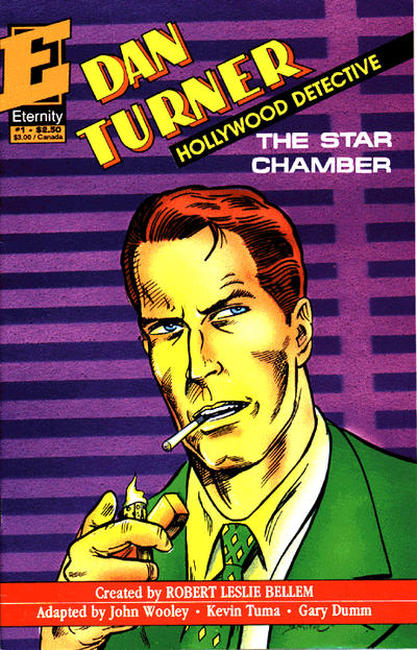 E
Eternity
#1 • $2.50
$3.00 / Canada
DAN
TURNER
HOLLYWOOD DETECTIVE
THE STAR
CHAMBER
Created by ROBERT LESLIE BELLEM
Adapted by John Wooley • Kevin Tuma • Gary Dumm